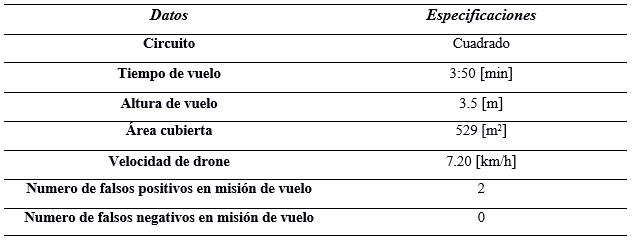 Datos Especificaciones
Circuito Cuadrado
Tiempo de vuelo 3:50 [min]
Altura de vuelo 3.5 [m]
Área cubierta 529 [m²]
Velocidad de drone 7.20 [km/h]
Numero de falsos positivos en misión de vuelo 2
Numero de falsos negativos en misión de vuelo 0